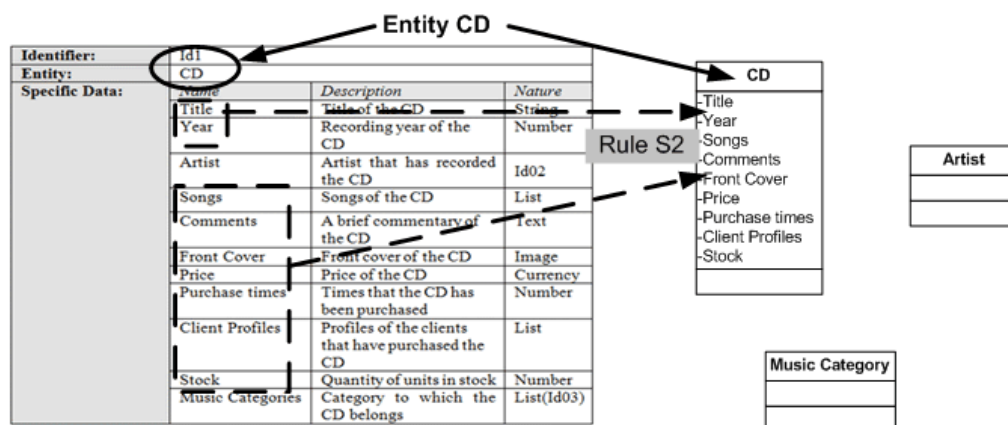 Entity CD
Identifier: Id1
Entity: CD
Specific Data: Name Description Nature
Title Title of the CD String
Year Recording year of the Number
CD
Artist Artist that has recorded Id02
the CD
Songs Songs of the CD List
Comments A brief commentary of Text
the CD
Front Cover Front cover of the CD Image
Price Price of the CD Currency
Purchase times Times that the CD has Number
been purchased
Client Profiles Profiles of the clients List
that have purchased the
CD
Stock Quantity of units in stock Number
Music Categories Category to which the List(Id03)
CD belongs
Rule S2
CD
-Title
-Year
-Songs
-Comments
-Front Cover
-Price
-Purchase times
-Client Profiles
-Stock
Artist
Music Category